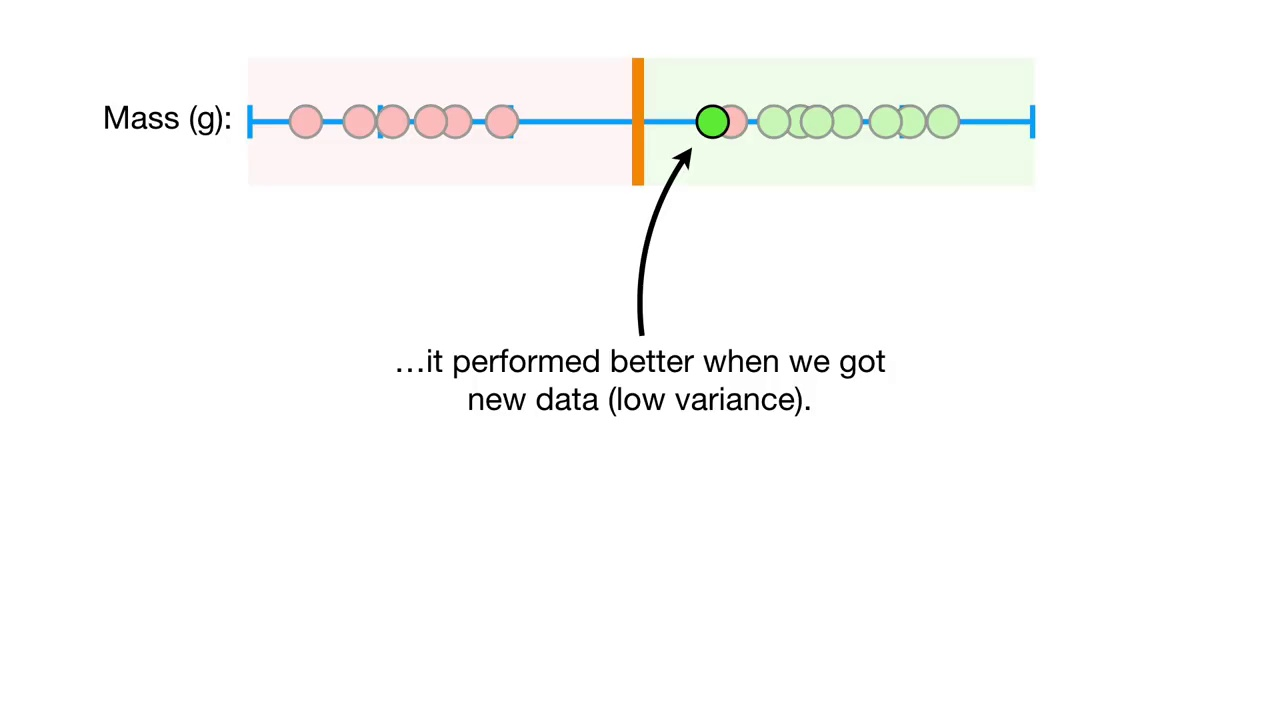 Mass (g):
…it performed better when we got
new data (low variance).